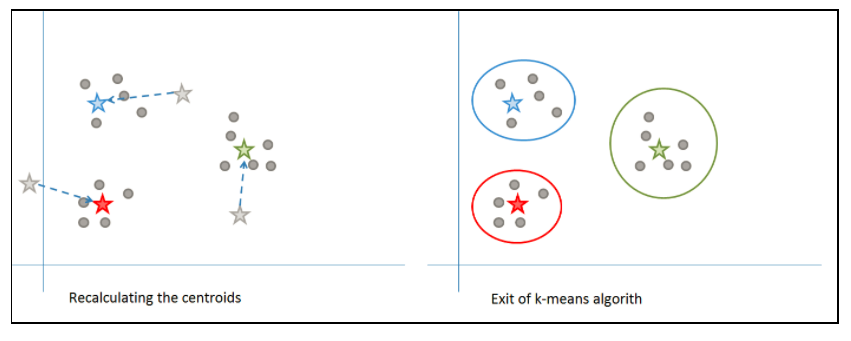 Recalculating the centroids
Exit of k-means algorith